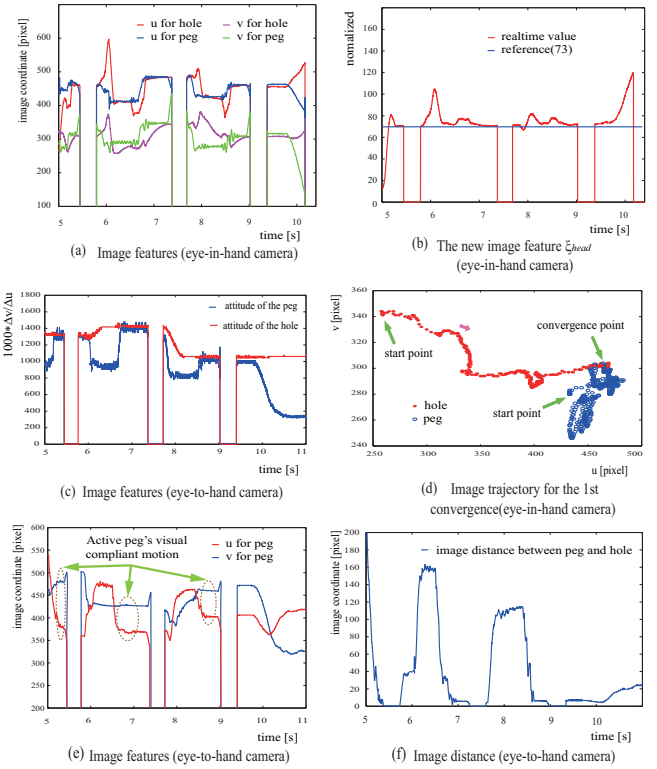 u for hole
v for hole
u for peg
v for peg
image coordinate [pixel]
600
500
400
300
200
100
5
6
7
8
9
10
time [s]
(a) Image features (eye-in-hand camera)
realtime value
reference(73)
nomalized
160
140
120
100
80
60
40
20
0
5
6
7
8
9
10
time [s]
(b) The new image feature ξhead
(eye-in-hand camera)
attitude of the peg
attitude of the hole
1000*Δv/Δu
1800
1600
1400
1200
1000
800
600
400
200
0
5
6
7
8
9
10
11
time [s]
(c) Image features (eye-to-hand camera)
v [pixel]
360
340
320
300
280
260
240
convergence point
start point
start point
hole
peg
250
300
350
400
450
500
u [pixel]
(d) Image trajectory for the 1st
convergence(eye-in-hand camera)
Active peg's visual
compliant motion
u for peg
v for peg
image coordinate [pixel]
600
550
500
450
400
350
300
250
200
5
6
7
8
9
10
11
time [s]
(e) Image features (eye-to-hand camera)
image distance between peg and hole
image coordinate [pixel]
200
180
160
140
120
100
80
60
40
20
0
5
6
7
8
9
10
time [s]
(f) Image distance (eye-to-hand camera)